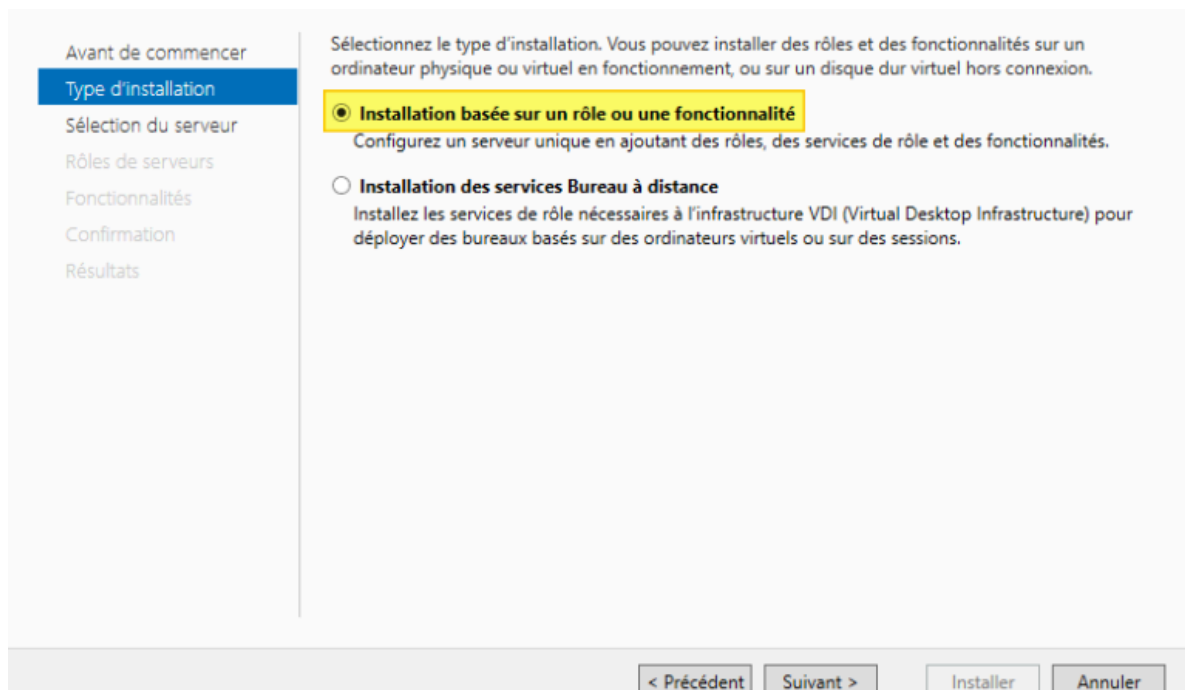 Avant de commencer
Type d'installation
Sélection du serveur
Rôles de serveurs
Fonctionnalités
Confirmation
Résultats
Sélectionnez le type d'installation. Vous pouvez installer des rôles et des fonctionnalités sur un
ordinateur physique ou virtuel en fonctionnement, ou sur un disque dur virtuel hors connexion.
Installation basée sur un rôle ou une fonctionnalité
Configurez un serveur unique en ajoutant des rôles, des services de rôle et des fonctionnalités.
Installation des services Bureau à distance
Installez les services de rôle nécessaires à l'infrastructure VDI (Virtual Desktop Infrastructure) pour
déployer des bureaux basés sur des ordinateurs virtuels ou sur des sessions.
< Précédent
Suivant >
Installer
Annuler